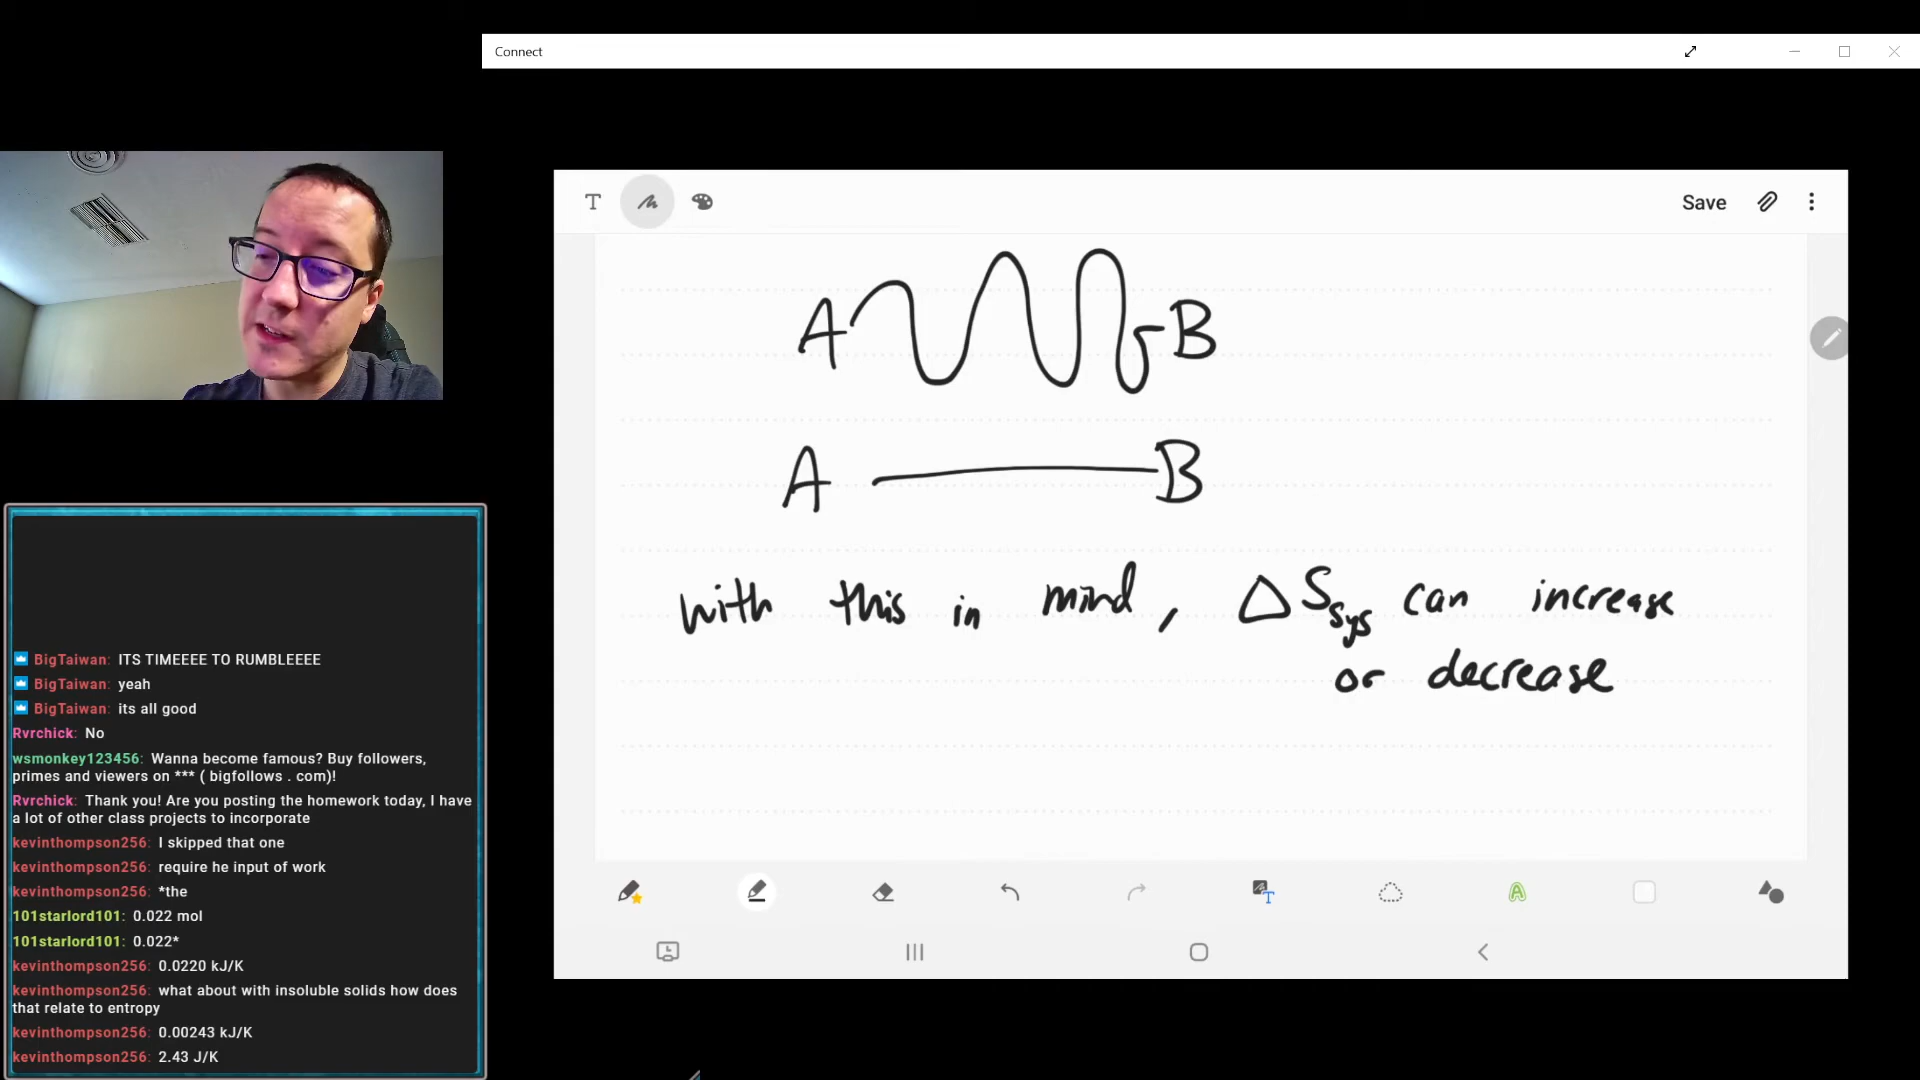 Connect
T
Save
A B
A B
with this in mind, ΔSsys can increase
or decrease
BigTaiwan: ITS TIMEEEE TO RUMBLEEEE
BigTaiwan: yeah
BigTaiwan: its all good
Rvrchick: No
wsmonkey123456: Wanna become famous? Buy followers,
primes and viewers on *** ( bigfollows . com)!
Rvrchick: Thank you! Are you posting the homework today, I have
a lot of other class projects to incorporate
kevinthompson256: I skipped that one
kevinthompson256: require he input of work
kevinthompson256: *the
101starlord101: 0.022 mol
101starlord101: 0.022*
kevinthompson256: 0.0220 kJ/K
kevinthompson256: what about with insoluble solids how does
that relate to entropy
kevinthompson256: 0.00243 kJ/K
kevinthompson256: 2.43 J/K